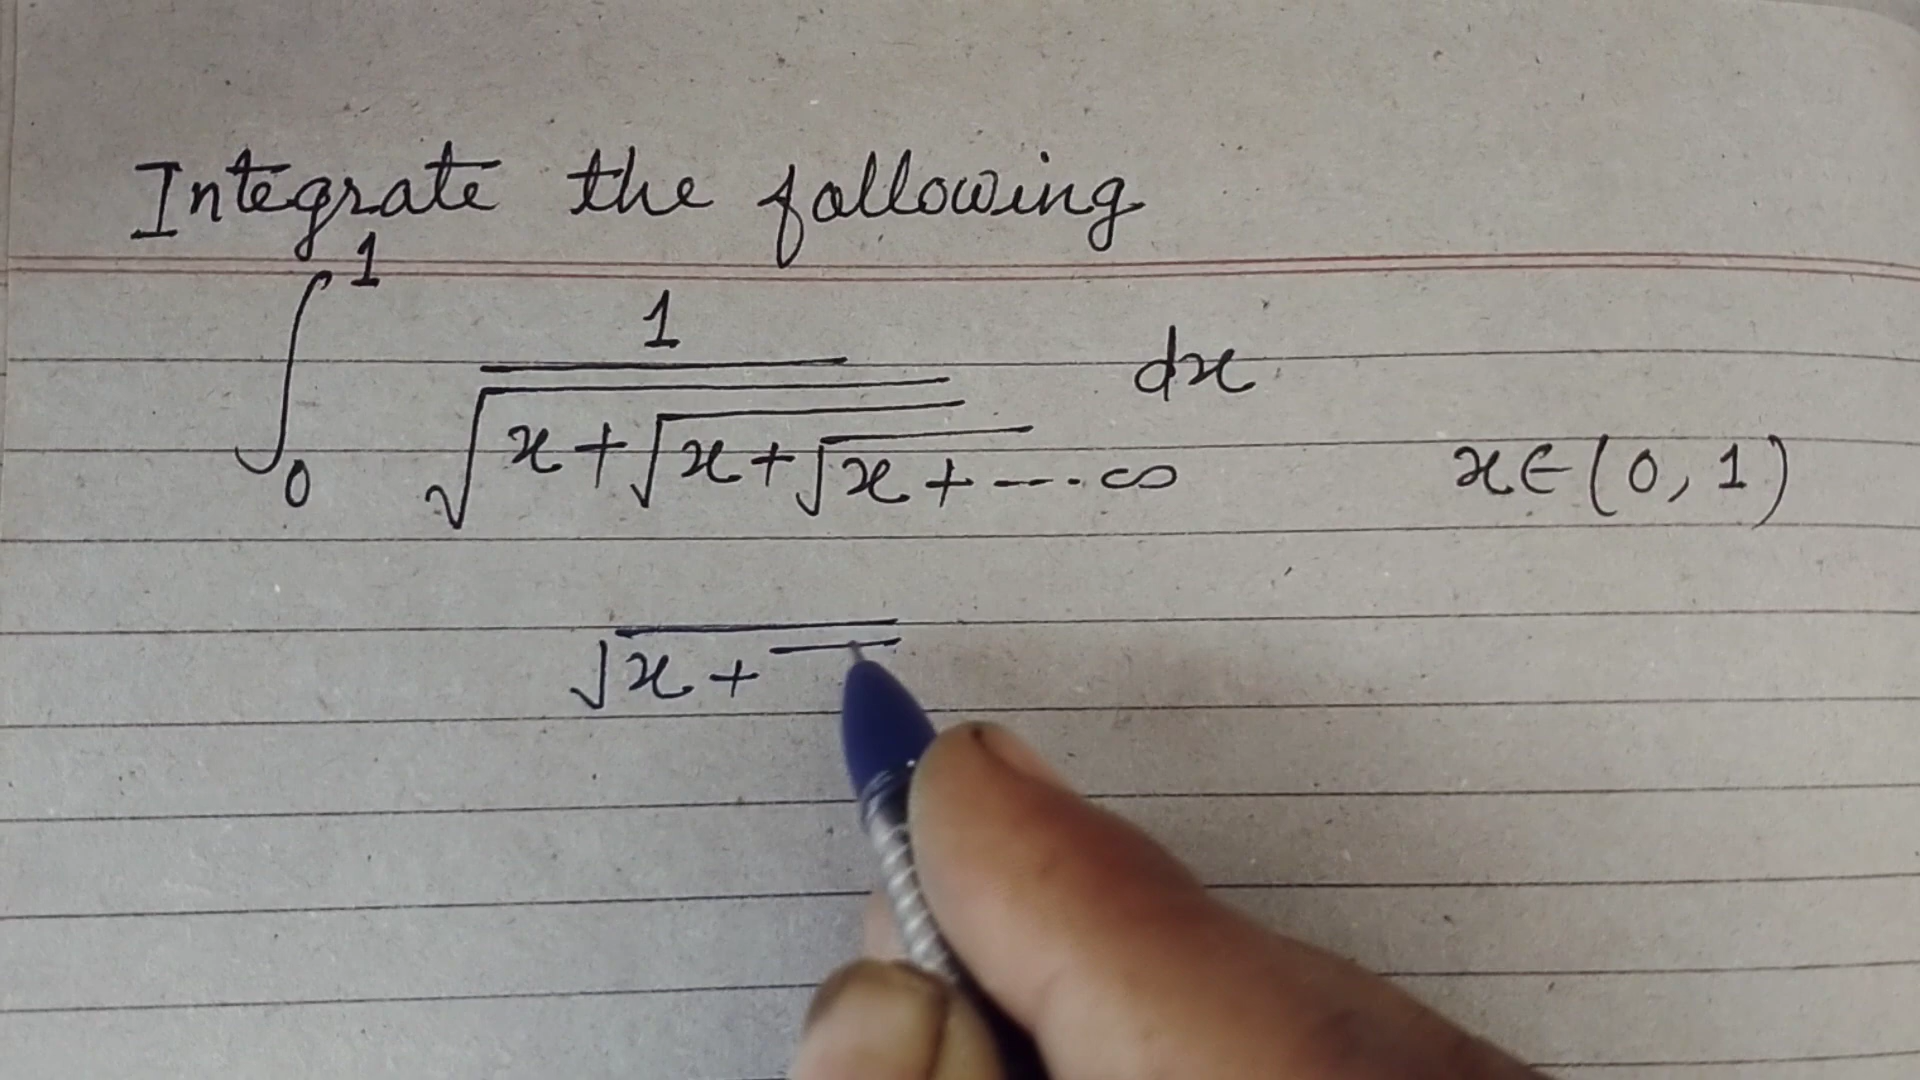 Integrate the following
∫₀¹ 1/√(x+√(x+√(x+---·∞ dx x∈(0,1)
√(x+